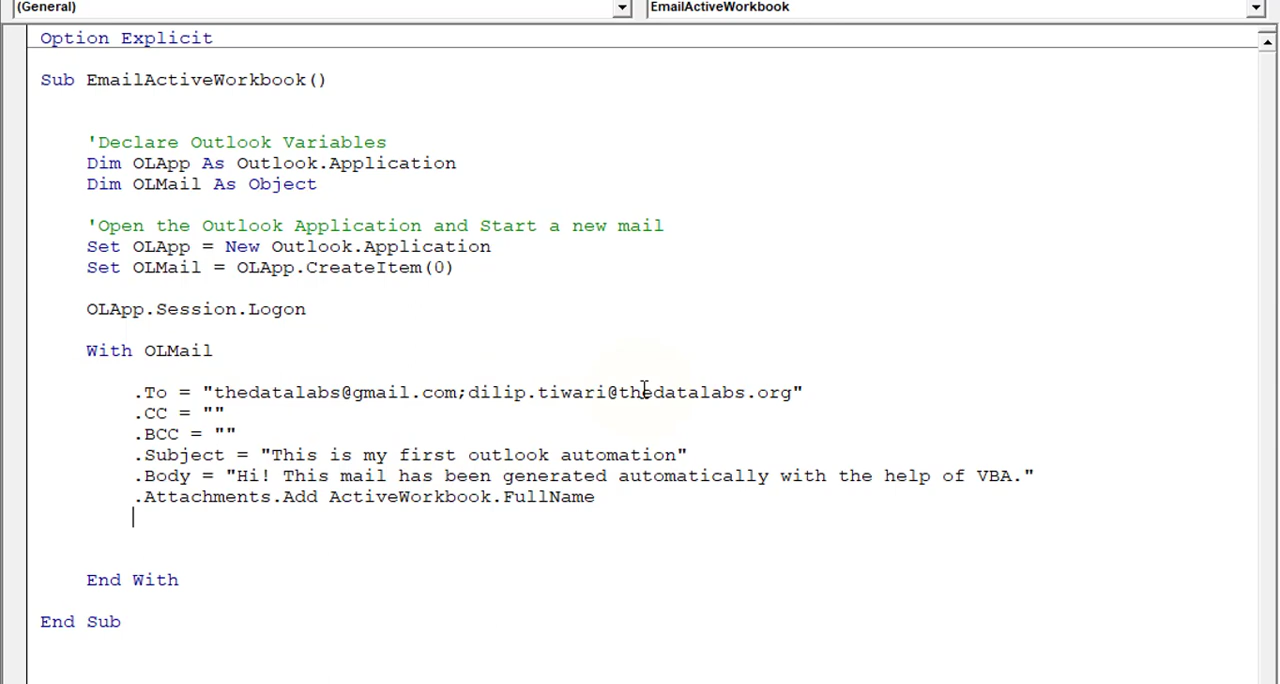 (General) EmailActiveWorkbook
Option Explicit
Sub EmailActiveWorkbook()
'Declare Outlook Variables
Dim OLApp As Outlook.Application
Dim OLMail As Object
'Open the Outlook Application and Start a new mail
Set OLApp = New Outlook.Application
Set OLMail = OLApp.CreateItem(0)
OLApp.Session.Logon
With OLMail
.To = "thedatalabs@gmail.com;dilip.tiwari@thedatalabs.org"
.CC = ""
.BCC = ""
.Subject = "This is my first outlook automation"
.Body = "Hi! This mail has been generated automatically with the help of VBA."
.Attachments.Add ActiveWorkbook.FullName
End With
End Sub